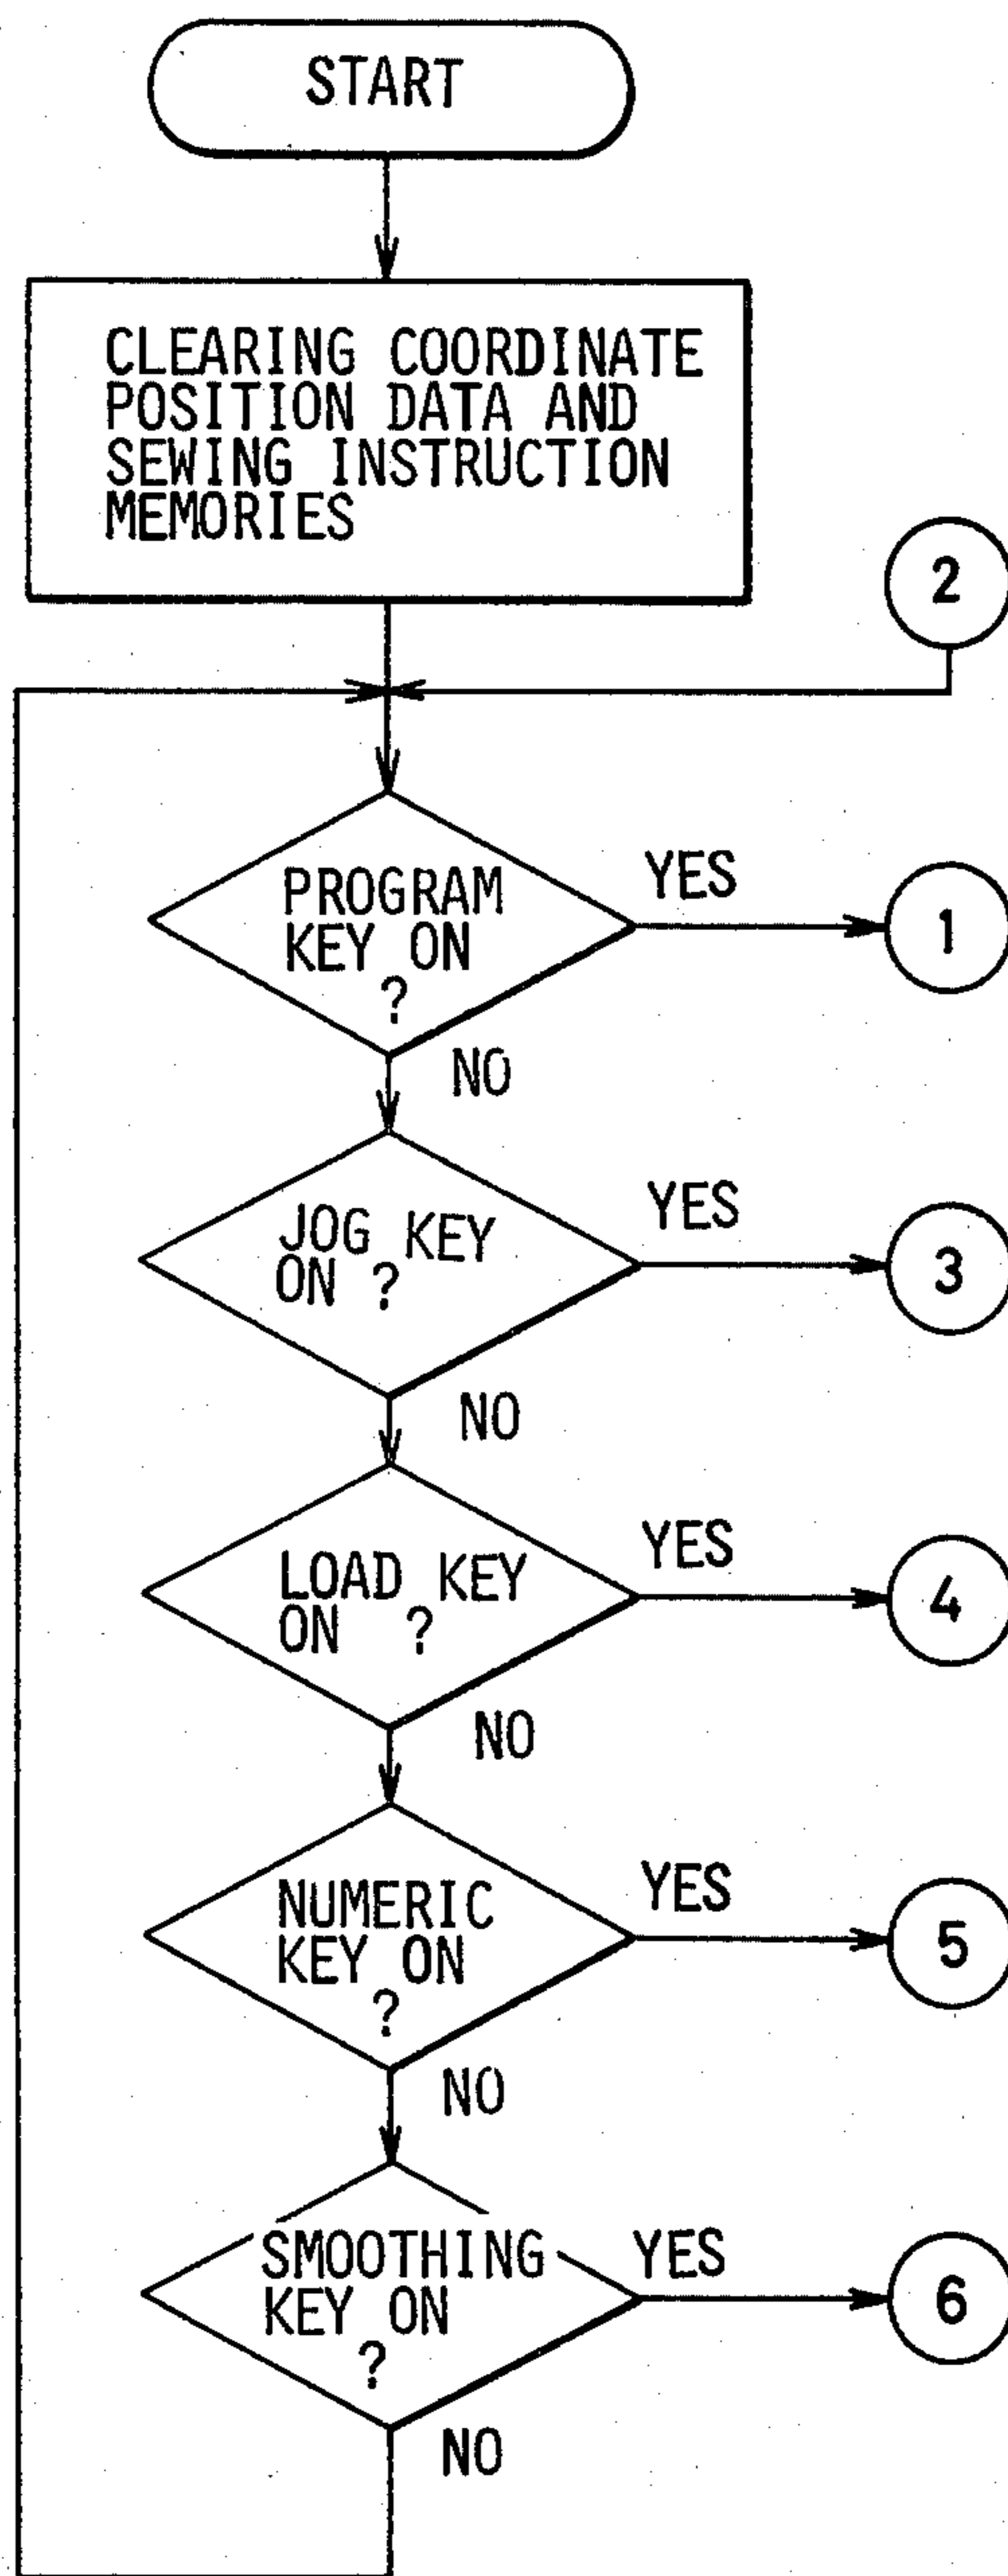 START
CLEARING COORDINATE
POSITION DATA AND
SEWING INSTRUCTION
MEMORIES
2
PROGRAM
KEY ON
?
YES
1
NO
JOG KEY
ON ?
YES
3
NO
LOAD KEY
ON ?
YES
4
NO
NUMERIC
KEY ON
?
YES
5
NO
SMOOTHING
KEY ON
?
YES
6
NO